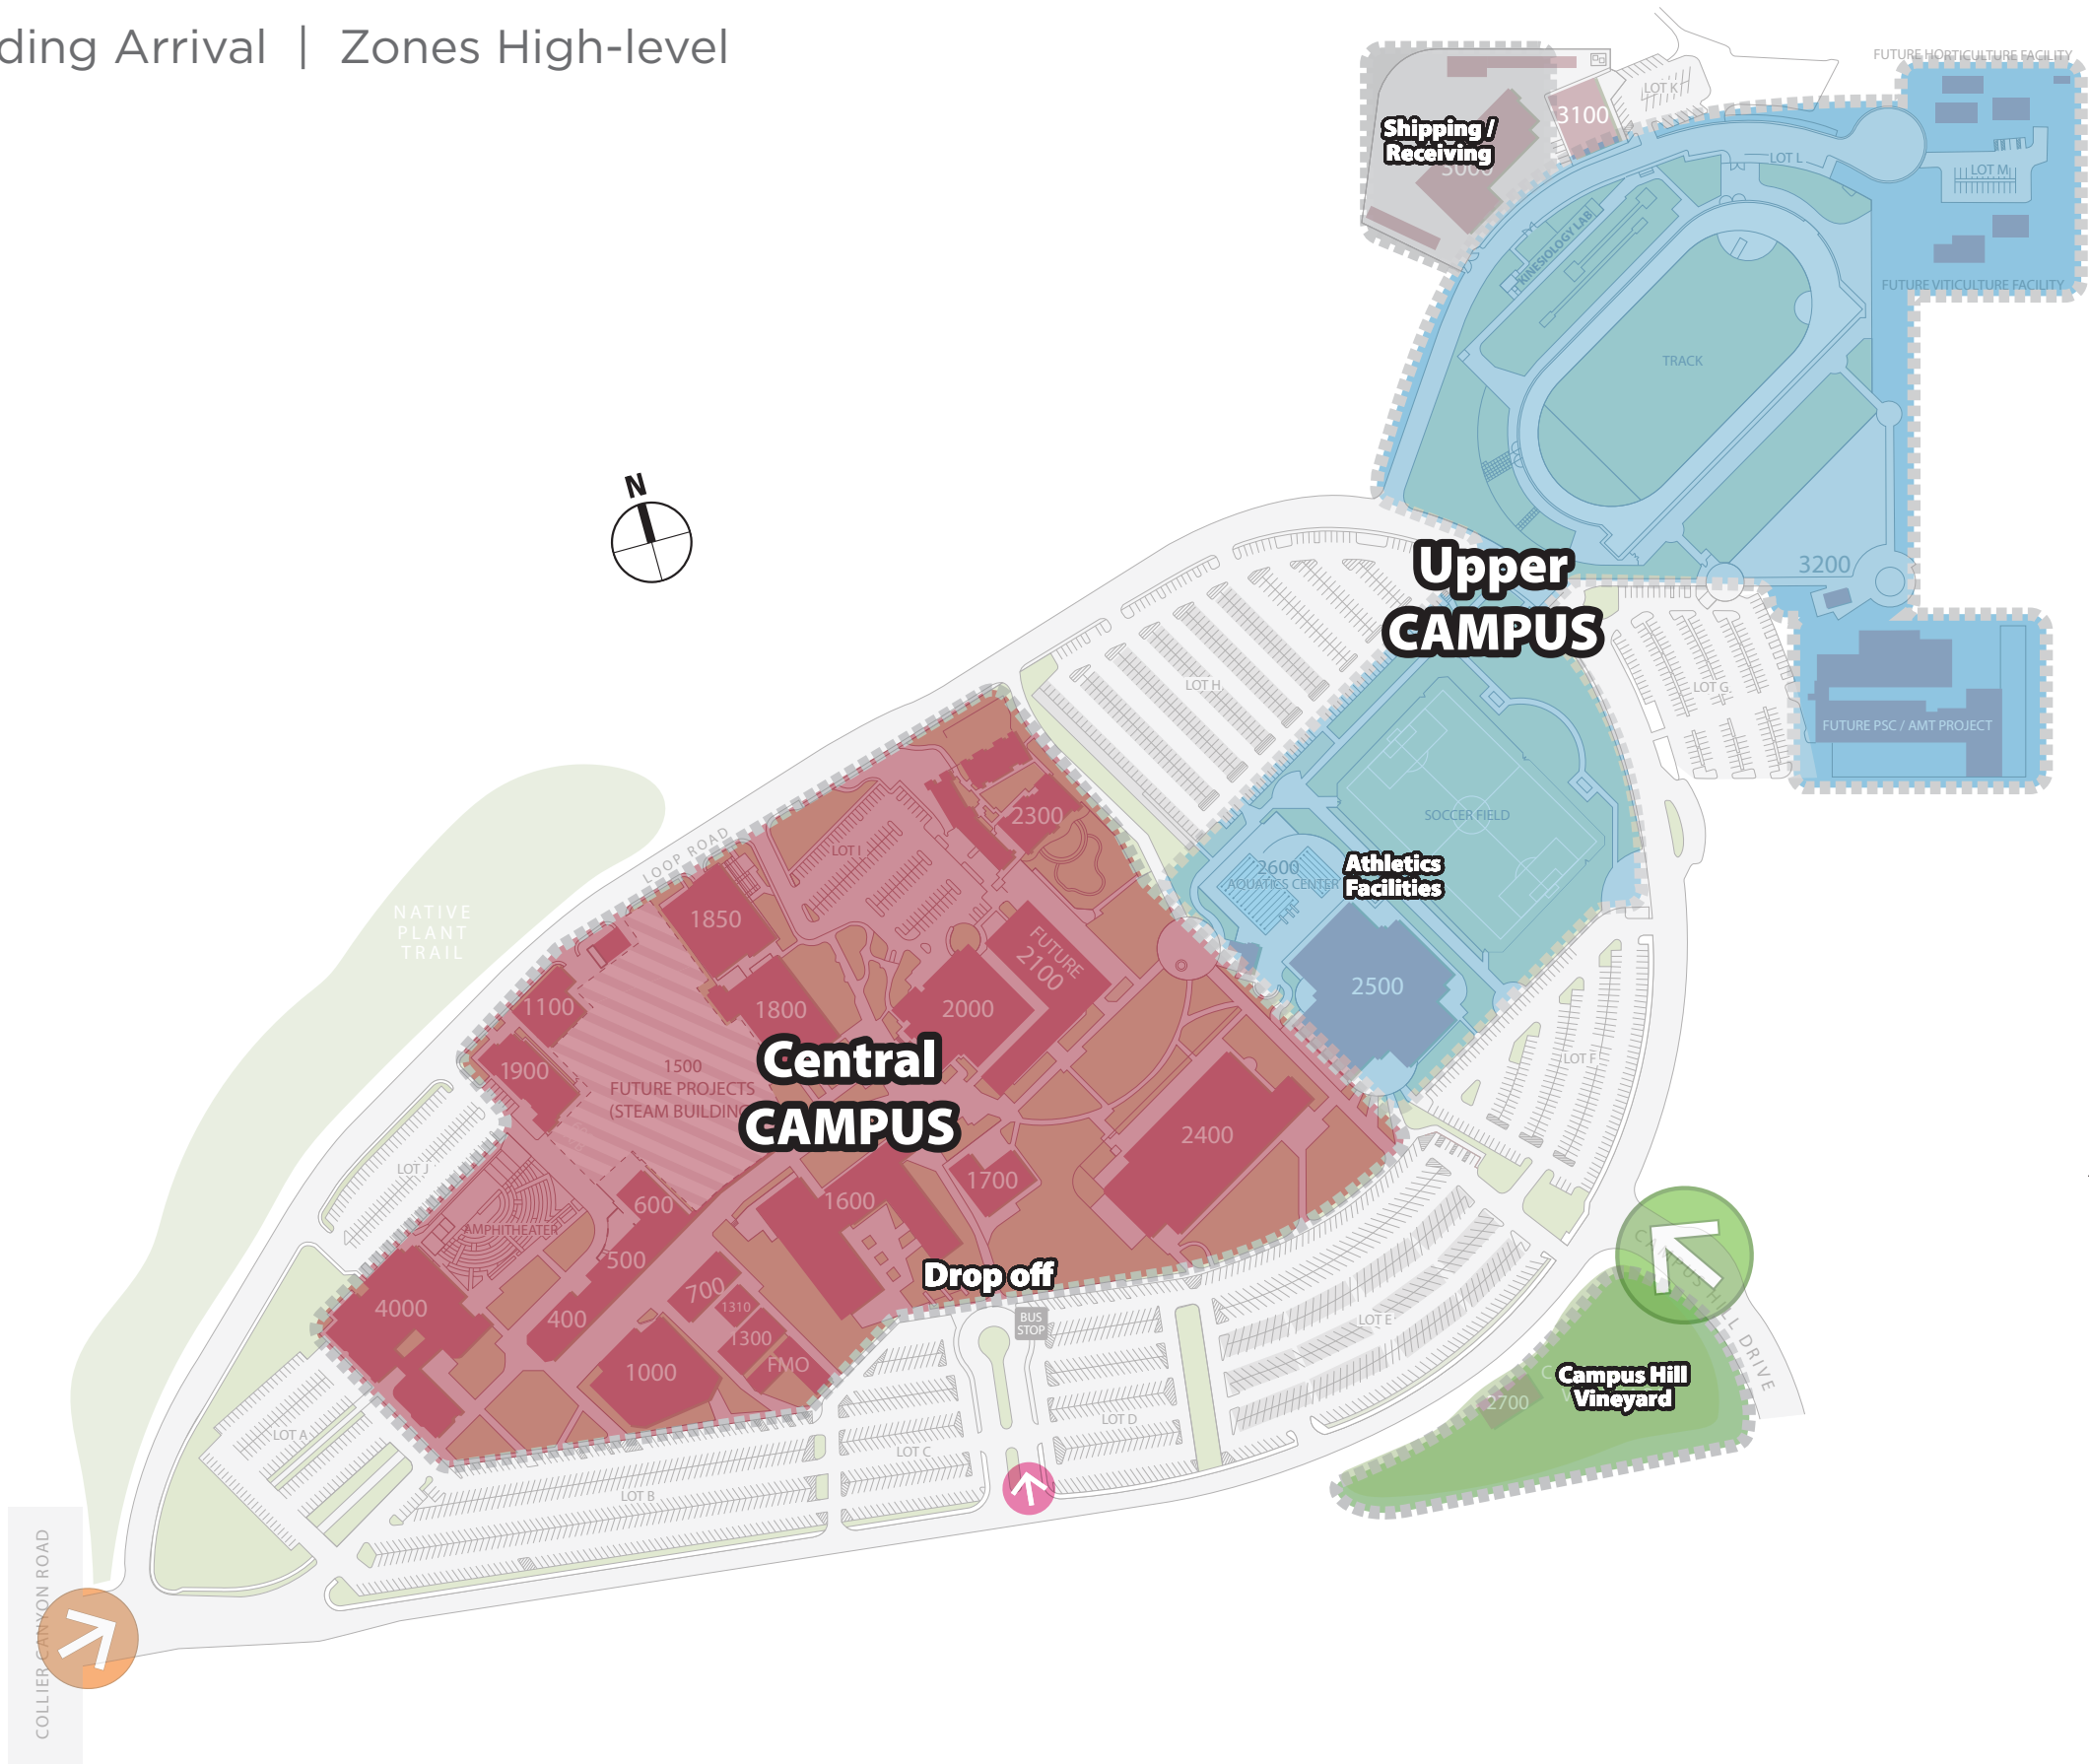 ding Arrival | Zones High-level
FUTURE HORTICULTURE FACILITY
LOT K
3100
Shipping /
Receiving
LOT L
LOT M
KINESIOLOGY LAB
FUTURE VITICULTURE FACILITY
TRACK
N
Upper
CAMPUS
3200
LOT H
LOT G
FUTURE PSC / AMT PROJECT
SOCCER FIELD
2300
LOT I
LOOP ROAD
2600
AQUATICS CENTER
Athletics
Facilities
NATIVE
PLANT
TRAIL
1850
FUTURE
2100
2500
1100
1800
2000
1900
1500
FUTURE PROJECTS
(STEAM BUILDING
Central
CAMPUS
LOT F
2400
LOT J
1700
600
1600
AMPHITHEATER
500
Drop off
700
1310
4000
400
1300
BUS
STOP
LOT E
FMO
1000
HILL DRIVE
Campus Hill
Vineyard
2700
LOT A
LOT D
LOT C
LOT B
COLLIER CANYON ROAD